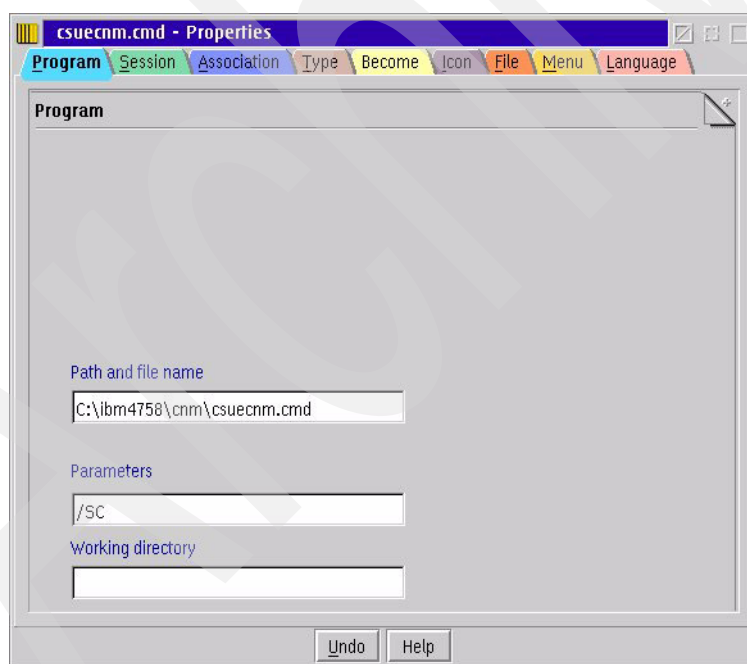 csuecnm.cmd - Properties
Program Session Association Type Become Icon File Menu Language
Program
Path and file name
C:\ibm4758\cnm\csuecnm.cmd
Parameters
/SC
Working directory
Undo Help